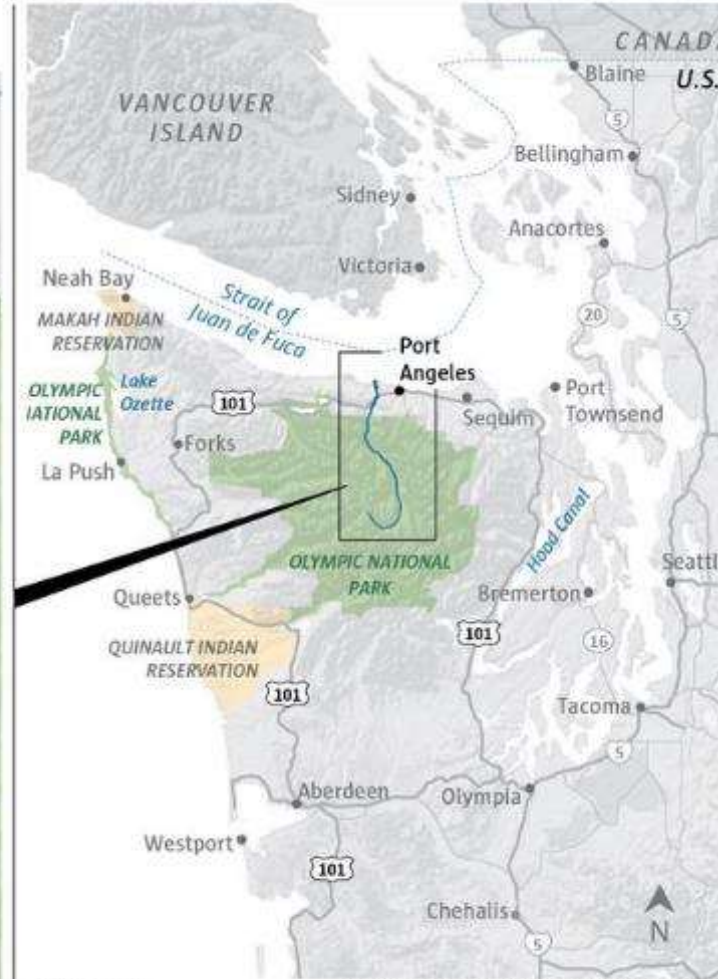 CANAD
Blaine
U.S.
VANCOUVER
ISLAND
5
Bellingham
Sidney
Anacortes
Victoria
Neah Bay
Strait of
Juan de Fuca
20
5
MAKAH INDIAN
RESERVATION
Port
Angeles
OLYMPIC
IATIONAL
PARK
Lake
Ozette
101
Sequim
Port
Townsend
Forks
La Push
Hood Canal
OLYMPIC NATIONAL
PARK
Seattl
Queets
Bremerton
101
16
QUINAULT INDIAN
RESERVATION
101
Tacoma
5
Aberdeen
Olympia
Westport
101
Chehalis
5
N